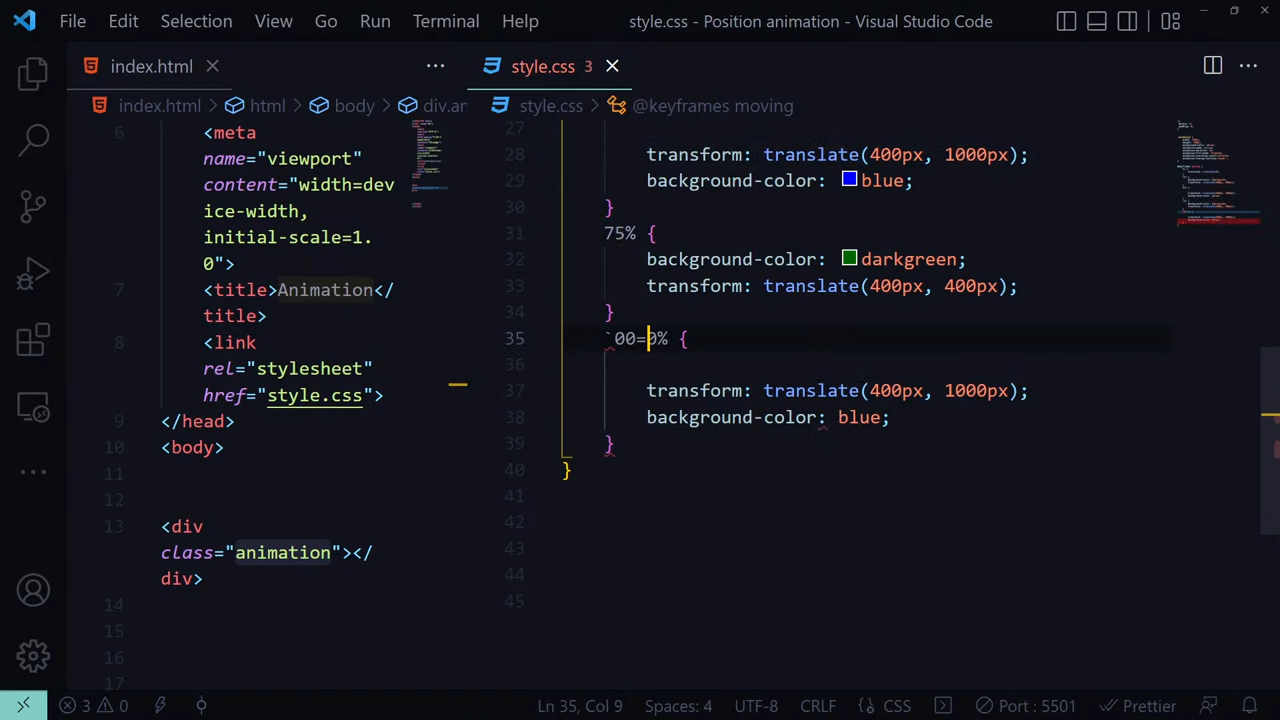 File Edit Selection View Go Run Terminal Help style.css - Position animation - Visual Studio Code
index.html style.css 3
index.html > html > body > div.ar
style.css > @keyframes moving
6 <meta
name="viewport"
content="width=dev
ice-width,
initial-scale=1.
0">
7 <title>Animation</
title>
8 <link
rel="stylesheet"
href="style.css">
9 </head>
10 <body>
11
12
13 <div
class="animation"></
div>
14
15
16
17
27
28 transform: translate(400px, 1000px);
29 background-color: blue;
30 }
31 75% {
32 background-color: darkgreen;
33 transform: translate(400px, 400px);
34 }
35 `00=0% {
36
37 transform: translate(400px, 1000px);
38 background-color: blue;
39 }
40 }
41
42
43
44
45
3 0 Ln 35, Col 9 Spaces: 4 UTF-8 CRLF CSS Port : 5501 Prettier